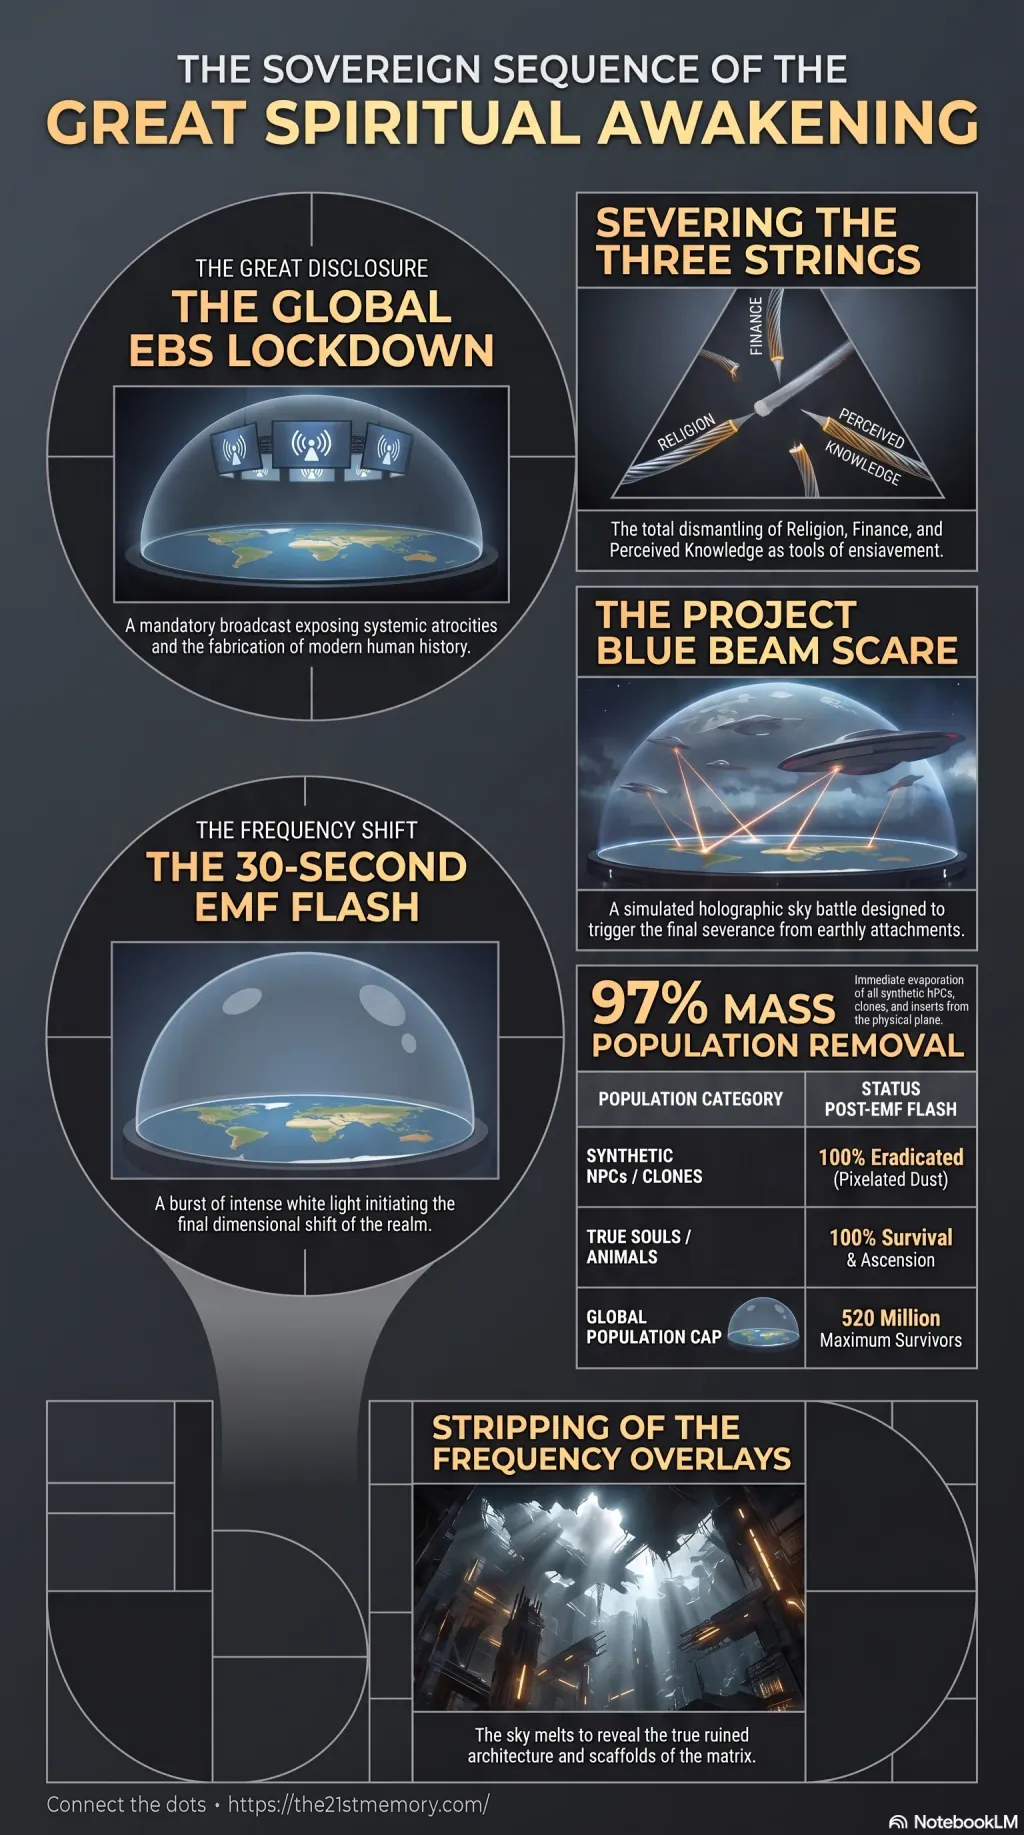 THE SOVEREIGN SEQUENCE OF THE
GREAT SPIRITUAL AWAKENING
THE GREAT DISCLOSURE
THE GLOBAL
EBS LOCKDOWN
A mandatory broadcast exposing systemic atrocities
and the fabrication of modern human history.
SEVERING THE
THREE STRINGS
FINANCE
RELIGION
PERCEIVED
KNOWLEDGE
The total dismantling of Religion, Finance, and
Perceived Knowledge as tools of ensiavement.
THE PROJECT
BLUE BEAM SCARE
A simulated holographic sky battle designed to
trigger the final severance from earthly attachments.
THE FREQUENCY SHIFT
THE 30-SECOND
EMF FLASH
A burst of intense white light initiating the
final dimensional shift of the realm.
97% MASS
POPULATION REMOVAL
Immediate evaporation
of all synthetic hPCs,
clones, and inserts from
the physical plane.
POPULATION CATEGORY
STATUS
POST-EMF FLASH
SYNTHETIC
NPCs / CLONES
100% Eradicated
(Pixelated Dust)
TRUE SOULS /
ANIMALS
100% Survival
& Ascension
GLOBAL
POPULATION CAP
520 Million
Maximum Survivors
STRIPPING OF THE
FREQUENCY OVERLAYS
The sky melts to reveal the true ruined
architecture and scaffolds of the matrix.
Connect the dots • https://the21stmemory.com/
NotebookLM